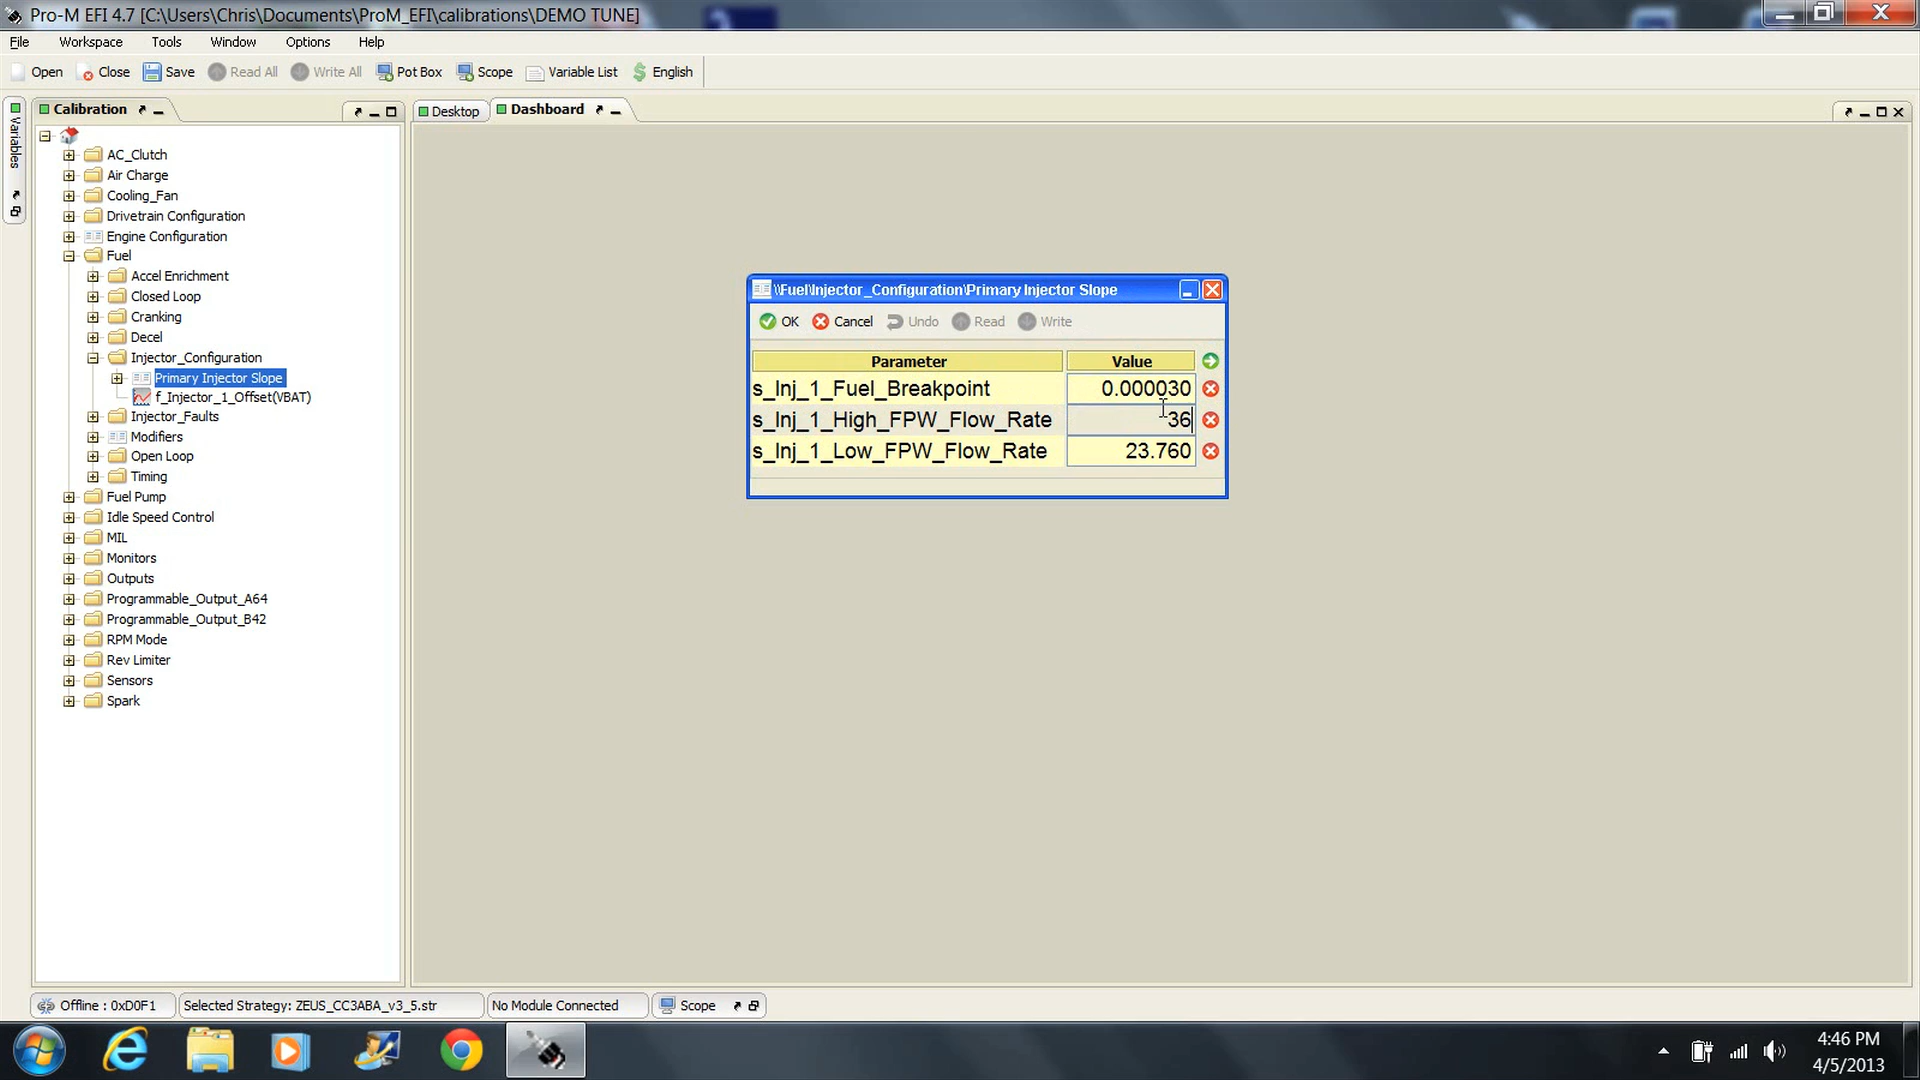 Pro-M EFI 4.7 [C:\Users\Chris\Documents\ProM_EFI\calibrations\DEMO TUNE]
File Workspace Tools Window Options Help
Open Close Save Read All Write All Pot Box Scope Variable List English
Variables
Calibration
Desktop Dashboard
AC_Clutch
Air Charge
Cooling_Fan
Drivetrain Configuration
Engine Configuration
Fuel
Accel Enrichment
Closed Loop
Cranking
Decel
Injector_Configuration
Primary Injector Slope
f_Injector_1_Offset(VBAT)
Injector_Faults
Modifiers
Open Loop
Timing
Fuel Pump
Idle Speed Control
MIL
Monitors
Outputs
Programmable_Output_A64
Programmable_Output_B42
RPM Mode
Rev Limiter
Sensors
Spark
\\Fuel\Injector_Configuration\Primary Injector Slope
OK Cancel Undo Read Write
Parameter Value
s_Inj_1_Fuel_Breakpoint 0.000030
s_Inj_1_High_FPW_Flow_Rate 36
s_Inj_1_Low_FPW_Flow_Rate 23.760
Offline : 0xD0F1 Selected Strategy: ZEUS_CC3ABA_v3_5.str No Module Connected Scope
4:46 PM
4/5/2013